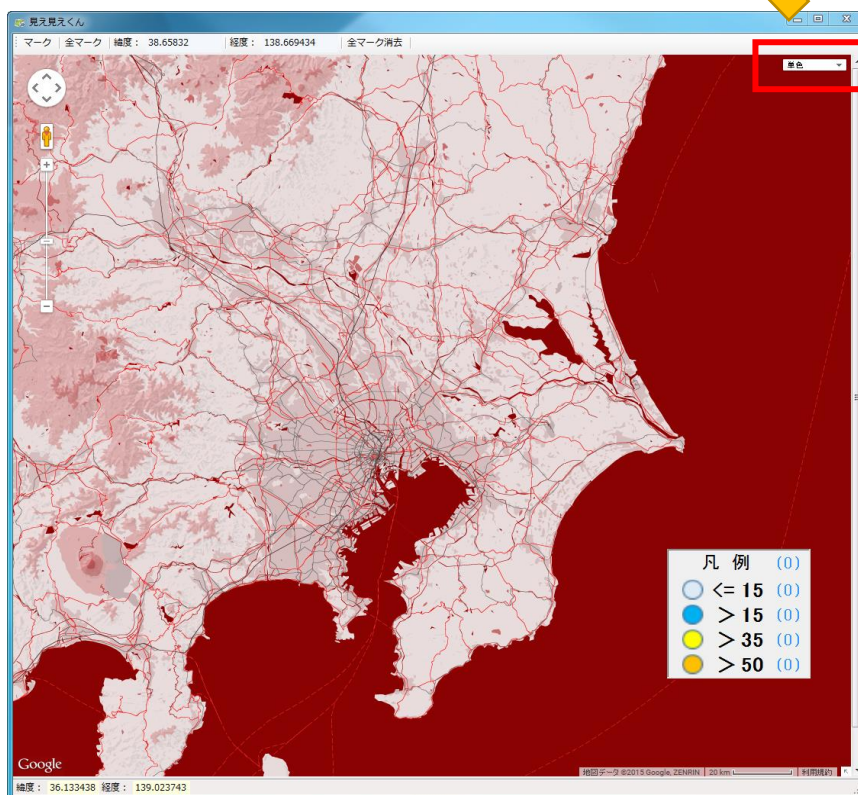 見え見えくん
マーク 全マーク 緯度： 38.65832 経度： 138.669434 全マーク消去
単色
凡 例 (0)
<= 15 (0)
> 15 (0)
> 35 (0)
> 50 (0)
Google
地図データ ©2015 Google, ZENRIN 20 km 利用規約
緯度： 36.133438 経度： 139.023743